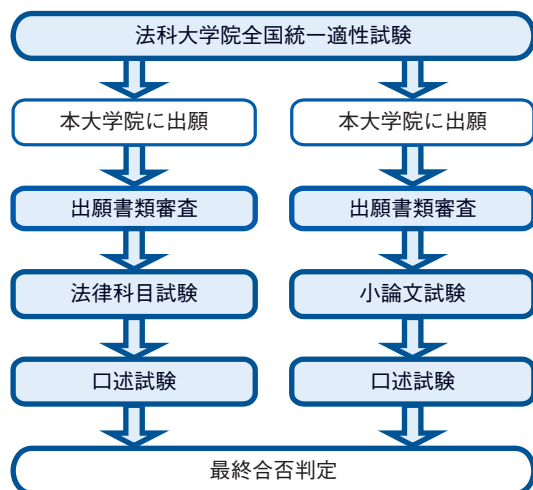 法科大学院全国統一適性試験
本大学院に出願
本大学院に出願
出願書類審査
出願書類審査
法律科目試験
小論文試験
口述試験
口述試験
最終合否判定